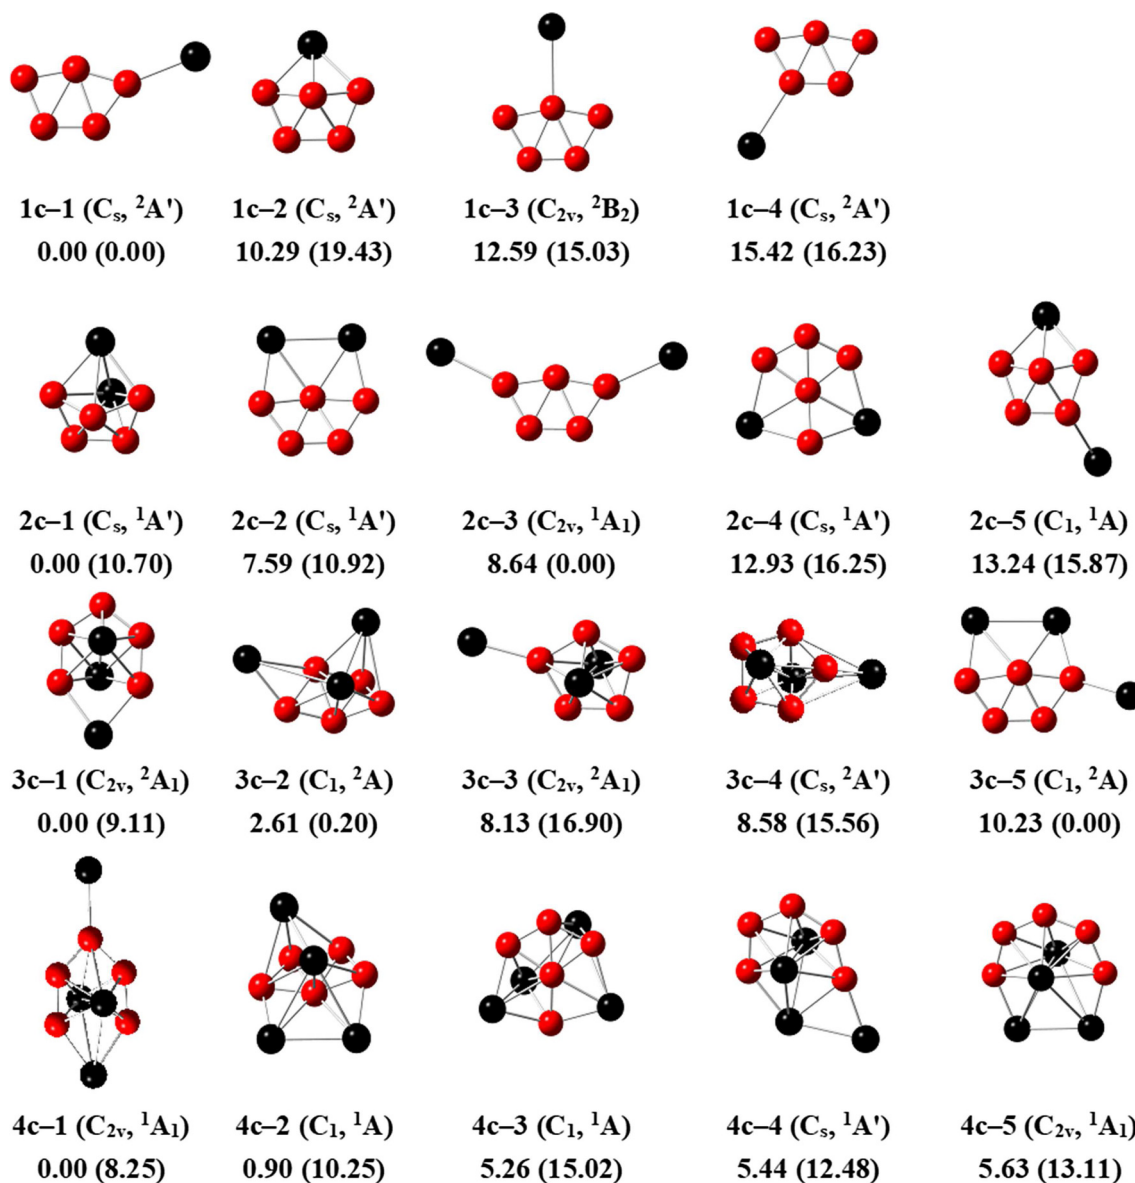 1c–1 (Cₛ, ²A') 1c–2 (Cₛ, ²A') 1c–3 (C₂ᵥ, ²B₂) 1c–4 (Cₛ, ²A')
0.00 (0.00) 10.29 (19.43) 12.59 (15.03) 15.42 (16.23)
2c–1 (Cₛ, ¹A') 2c–2 (Cₛ, ¹A') 2c–3 (C₂ᵥ, ¹A₁) 2c–4 (Cₛ, ¹A') 2c–5 (C₁, ¹A)
0.00 (10.70) 7.59 (10.92) 8.64 (0.00) 12.93 (16.25) 13.24 (15.87)
3c–1 (C₂ᵥ, ²A₁) 3c–2 (C₁, ²A) 3c–3 (C₂ᵥ, ²A₁) 3c–4 (Cₛ, ²A') 3c–5 (C₁, ²A)
0.00 (9.11) 2.61 (0.20) 8.13 (16.90) 8.58 (15.56) 10.23 (0.00)
4c–1 (C₂ᵥ, ¹A₁) 4c–2 (C₁, ¹A) 4c–3 (C₁, ¹A) 4c–4 (Cₛ, ¹A') 4c–5 (C₂ᵥ, ¹A₁)
0.00 (8.25) 0.90 (10.25) 5.26 (15.02) 5.44 (12.48) 5.63 (13.11)